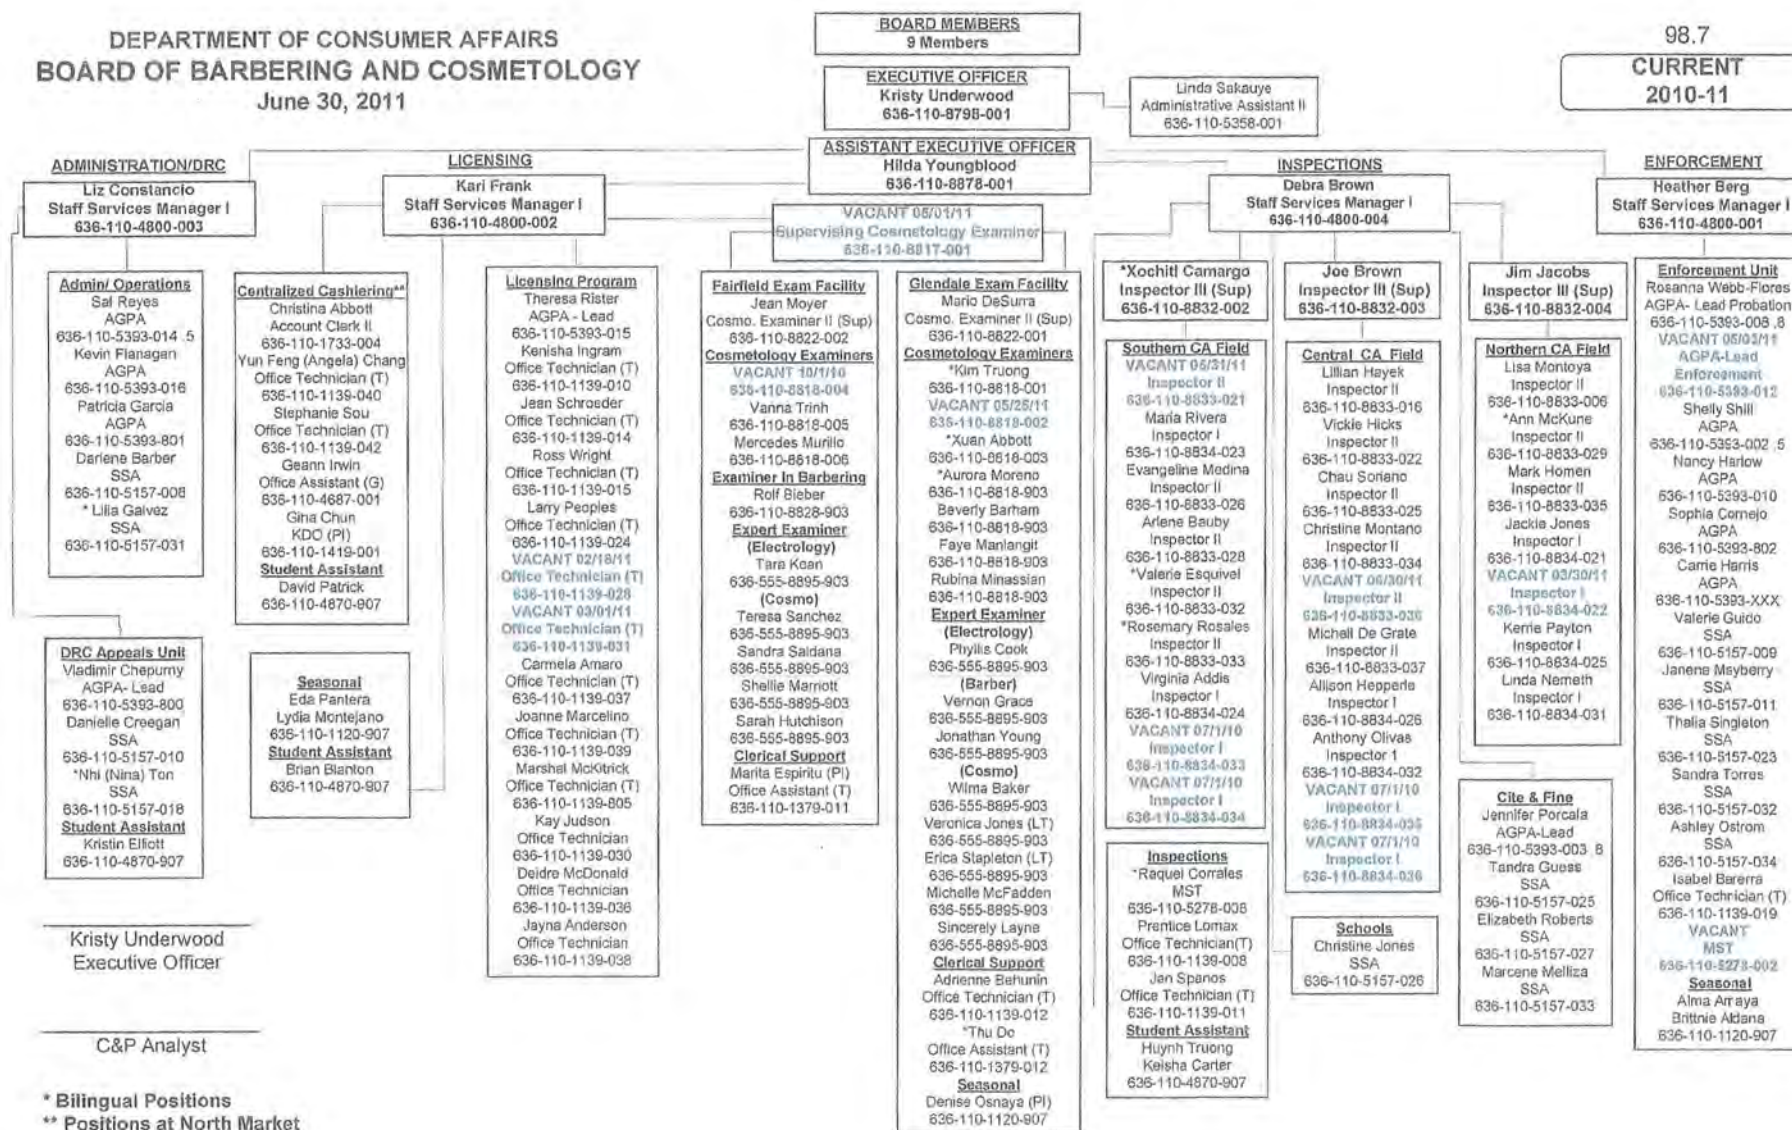 DEPARTMENT OF CONSUMER AFFAIRS
BOARD OF BARBERING AND COSMETOLOGY
June 30, 2011
BOARD MEMBERS
9 Members
EXECUTIVE OFFICER
Kristy Underwood
636-110-8798-001
Linda Sakauye
Administrative Assistant II
636-110-5358-001
98.7
CURRENT
2010-11
ASSISTANT EXECUTIVE OFFICER
Hilda Youngblood
636-110-8878-001
ADMINISTRATION/DRC
Liz Constancio
Staff Services Manager I
636-110-4800-003
LICENSING
Kari Frank
Staff Services Manager I
636-110-4800-002
VACANT 05/01/11
Supervising Cosmetology Examiner
636-110-8817-001
INSPECTIONS
Debra Brown
Staff Services Manager I
636-110-4800-004
ENFORCEMENT
Heather Berg
Staff Services Manager I
636-110-4800-001
Admin/ Operations
Sal Reyes
AGPA
636-110-5393-014 .5
Kevin Flanagan
AGPA
636-110-5393-016
Patricia Garcia
AGPA
636-110-5393-801
Darlene Barber
SSA
636-110-5157-008
* Lilia Galvez
SSA
636-110-5157-031
DRC Appeals Unit
Vladimir Chepurny
AGPA- Lead
636-110-5393-800
Danielle Creegan
SSA
636-110-5157-010
*Nhi (Nina) Ton
SSA
636-110-5157-018
Student Assistant
Kristin Elliott
636-110-4870-907
Centralized Cashiering**
Christina Abbott
Account Clerk II
636-110-1733-004
Yun Feng (Angela) Chang
Office Technician (T)
636-110-1139-040
Stephanie Sou
Office Technician (T)
636-110-1139-042
Geann Irwin
Office Assistant (G)
636-110-4687-001
Gina Chun
KDO (PI)
636-110-1419-001
Student Assistant
David Patrick
636-110-4870-907
Seasonal
Eda Pantera
Lydia Montejano
636-110-1120-907
Student Assistant
Brian Blanton
636-110-4870-907
Licensing Program
Theresa Rister
AGPA - Lead
636-110-5393-015
Kenisha Ingram
Office Technician (T)
636-110-1139-010
Jean Schroeder
Office Technician (T)
636-110-1139-014
Ross Wright
Office Technician (T)
636-110-1139-015
Larry Peoples
Office Technician (T)
636-110-1139-024
VACANT 02/18/11
Office Technician (T)
636-110-1139-028
VACANT 03/01/11
Office Technician (T)
636-110-1139-031
Carmela Amaro
Office Technician (T)
636-110-1139-037
Joanne Marcelino
Office Technician (T)
636-110-1139-039
Marshal McKitrick
Office Technician (T)
636-110-1139-805
Kay Judson
Office Technician
636-110-1139-030
Deidre McDonald
Office Technician
636-110-1139-036
Jayna Anderson
Office Technician
636-110-1139-038
Fairfield Exam Facility
Jean Moyer
Cosmo. Examiner II (Sup)
636-110-8822-002
Cosmetology Examiners
VACANT 10/1/10
636-110-8818-004
Vanna Trinh
636-110-8818-005
Mercedes Murillo
636-110-8818-006
Examiner In Barbering
Rolf Bieber
636-110-8828-903
Expert Examiner
(Electrology)
Tara Koan
636-555-8895-903
(Cosmo)
Teresa Sanchez
636-555-8895-903
Sandra Saldana
636-555-8895-903
Shellie Marriott
636-555-8895-903
Sarah Hutchison
636-555-8895-903
Clerical Support
Marita Espiritu (PI)
Office Assistant (T)
636-110-1379-011
Glendale Exam Facility
Mario DeSurra
Cosmo. Examiner II (Sup)
636-110-8822-001
Cosmetology Examiners
*Kim Truong
636-110-8818-001
VACANT 05/25/11
636-110-8818-002
*Xuan Abbott
636-110-8818-003
*Aurora Moreno
636-110-8818-903
Beverly Barham
636-110-8818-903
Faye Manlangit
636-110-8818-903
Rubina Minassian
636-110-8818-903
Expert Examiner
(Electrology)
Phyllis Cook
636-555-8895-903
(Barber)
Vernon Grace
636-555-8895-903
Jonathan Young
636-555-8895-903
(Cosmo)
Wilma Baker
636-555-8895-903
Veronica Jones (LT)
636-555-8895-903
Erica Stapleton (LT)
636-555-8895-903
Michelle McFadden
636-555-8895-903
Sincerely Layne
636-555-8895-903
Clerical Support
Adrienne Behunin
Office Technician (T)
636-110-1139-012
*Thu Do
Office Assistant (T)
636-110-1379-012
Seasonal
Denise Osnaya (PI)
636-110-1120-907
*Xochitl Camargo
Inspector III (Sup)
636-110-8832-002
Southern CA Field
VACANT 05/31/11
Inspector II
636-110-8833-021
Maria Rivera
Inspector I
636-110-8834-023
Evangeline Medina
Inspector II
636-110-8833-026
Arlene Bauby
Inspector II
636-110-8833-028
*Valerie Esquivel
Inspector II
636-110-8833-032
*Rosemary Rosales
Inspector II
636-110-8833-033
Virginia Addis
Inspector I
636-110-8834-024
VACANT 07/1/10
Inspector I
636-110-8834-033
VACANT 07/1/10
Inspector I
636-110-8834-034
Inspections
*Raquel Corrales
MST
636-110-5278-008
Prentice Lomax
Office Technician(T)
636-110-1139-008
Jan Spanos
Office Technician (T)
636-110-1139-011
Student Assistant
Huynh Truong
Keisha Carter
636-110-4870-907
Joe Brown
Inspector III (Sup)
636-110-8832-003
Central CA Field
Lillian Hayek
Inspector II
636-110-8833-016
Vickie Hicks
636-110-8833-022
Chau Soriano
Inspector II
636-110-8833-025
Christine Montano
Inspector II
636-110-8833-034
VACANT 06/30/11
Inspector II
636-110-8833-036
Michell De Grate
Inspector II
636-110-8833-037
Allison Hepperle
Inspector I
636-110-8834-026
Anthony Olivas
Inspector 1
636-110-8834-032
VACANT 07/1/10
Inspector I
636-110-8834-035
VACANT 07/1/10
Inspector I
636-110-8834-036
Schools
Christine Jones
SSA
636-110-5157-026
Jim Jacobs
Inspector III (Sup)
636-110-8832-004
Northern CA Field
Lisa Montoya
Inspector II
636-110-8833-006
*Ann McKune
Inspector II
636-110-8833-029
Mark Homen
Inspector II
636-110-8833-035
Jackie Jones
Inspector I
636-110-8834-021
VACANT 03/30/11
Inspector I
636-110-8834-022
Kerrie Payton
Inspector I
636-110-8834-025
Linda Nemeth
Inspector I
636-110-8834-031
Cite & Fine
Jennifer Porcala
AGPA-Lead
636-110-5393-003 .8
Tandra Guess
SSA
636-110-5157-025
Elizabeth Roberts
SSA
636-110-5157-027
Marcene Melliza
SSA
636-110-5157-033
Enforcement Unit
Rosanna Webb-Flores
AGPA- Lead Probation
636-110-5393-008 .8
VACANT 05/03/11
AGPA-Lead
Enforcement
636-110-5393-012
Shelly Shill
AGPA
636-110-5393-002 .5
Nancy Harlow
AGPA
636-110-5393-010
Sophia Cornejo
AGPA
636-110-5393-802
Carrie Harris
AGPA
636-110-5393-XXX
Valerie Guido
SSA
636-110-5157-009
Janene Mayberry
SSA
636-110-5157-011
Thalia Singleton
SSA
636-110-5157-023
Sandra Torres
SSA
636-110-5157-032
Ashley Ostrom
SSA
636-110-5157-034
Isabel Bararra
Office Technician (T)
636-110-1139-019
VACANT
MST
636-110-5278-002
Seasonal
Alma Arraya
Brittnie Aldana
636-110-1120-907
Kristy Underwood
Executive Officer
C&P Analyst
* Bilingual Positions
** Positions at North Market